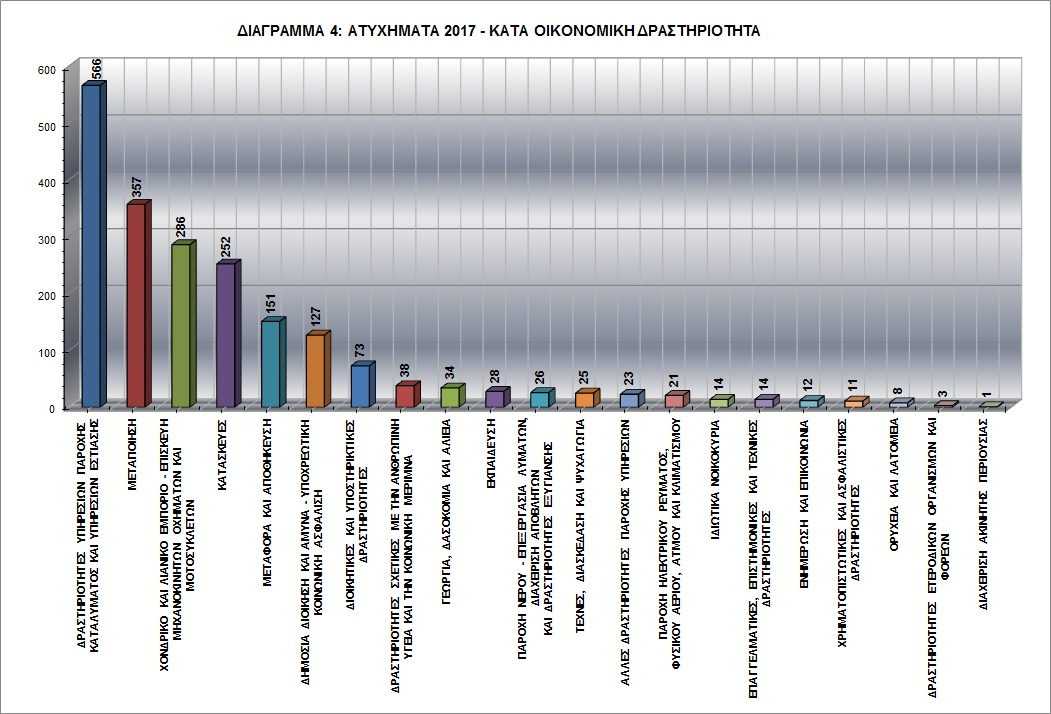 ΔΙΑΓΡΑΜΜΑ 4: ΑΤΥΧΗΜΑΤΑ 2017 - ΚΑΤΑ ΟΙΚΟΝΟΜΙΚΗ ΔΡΑΣΤΗΡΙΟΤΗΤΑ
600
500
400
300
200
100
0
566
357
286
252
151
127
73
38
34
28
26
25
23
21
14
14
12
11
8
3
1
ΔΡΑΣΤΗΡΙΟΤΗΤΕΣ ΥΠΗΡΕΣΙΩΝ ΠΑΡΟΧΗΣ
ΚΑΤΑΛΥΜΑΤΟΣ ΚΑΙ ΥΠΗΡΕΣΙΕΣ ΕΣΤΙΑΣΗΣ
ΜΕΤΑΠΟΙΗΣΗ
ΧΟΝΔΡΙΚΟ ΚΑΙ ΛΙΑΝΙΚΟ ΕΜΠΟΡΙΟ - ΕΠΙΣΚΕΥΗ
ΜΗΧΑΝΟΚΙΝΗΤΩΝ ΟΧΗΜΑΤΩΝ ΚΑΙ
ΜΟΤΟΣΥΚΛΕΤΩΝ
ΚΑΤΑΣΚΕΥΕΣ
ΜΕΤΑΦΟΡΑ ΚΑΙ ΑΠΟΘΗΚΕΥΣΗ
ΔΗΜΟΣΙΑ ΔΙΟΙΚΗΣΗ ΚΑΙ ΑΜΥΝΑ - ΥΠΟΧΡΕΩΤΙΚΗ
ΚΟΙΝΩΝΙΚΗ ΑΣΦΑΛΙΣΗ
ΔΙΟΙΚΗΤΙΚΕΣ ΚΑΙ ΥΠΟΣΤΗΡΙΚΤΙΚΕΣ
ΔΡΑΣΤΗΡΙΟΤΗΤΕΣ
ΔΡΑΣΤΗΡΙΟΤΗΤΕΣ ΣΧΕΤΙΚΕΣ ΜΕ ΤΗΝ ΑΝΘΡΩΠΙΝΗ
ΥΓΕΙΑ ΚΑΙ ΤΗΝ ΚΟΙΝΩΝΙΚΗ ΜΕΡΙΜΝΑ
ΓΕΩΡΓΙΑ, ΔΑΣΟΚΟΜΙΑ ΚΑΙ ΑΛΙΕΙΑ
ΕΚΠΑΙΔΕΥΣΗ
ΠΑΡΟΧΗ ΝΕΡΟΥ - ΕΠΕΞΕΡΓΑΣΙΑ ΛΥΜΑΤΩΝ,
ΔΙΑΧΕΙΡΙΣΗ ΑΠΟΒΛΗΤΩΝ
ΚΑΙ ΔΡΑΣΤΗΡΙΟΤΗΤΕΣ ΕΞΥΓΙΑΝΣΗΣ
ΤΕΧΝΕΣ, ΔΙΑΣΚΕΔΑΣΗ ΚΑΙ ΨΥΧΑΓΩΓΙΑ
ΑΛΛΕΣ ΔΡΑΣΤΗΡΙΟΤΗΤΕΣ ΠΑΡΟΧΗΣ ΥΠΗΡΕΣΙΩΝ
ΠΑΡΟΧΗ ΗΛΕΚΤΡΙΚΟΥ ΡΕΥΜΑΤΟΣ,
ΦΥΣΙΚΟΥ ΑΕΡΙΟΥ, ΑΤΜΟΥ ΚΑΙ ΚΛΙΜΑΤΙΣΜΟΥ
ΙΔΙΩΤΙΚΑ ΝΟΙΚΟΚΥΡΙΑ
ΕΠΑΓΓΕΛΜΑΤΙΚΕΣ, ΕΠΙΣΤΗΜΟΝΙΚΕΣ ΚΑΙ ΤΕΧΝΙΚΕΣ
ΔΡΑΣΤΗΡΙΟΤΗΤΕΣ
ΕΝΗΜΕΡΩΣΗ ΚΑΙ ΕΠΙΚΟΙΝΩΝΙΑ
ΧΡΗΜΑΤΟΠΙΣΤΩΤΙΚΕΣ ΚΑΙ ΑΣΦΑΛΙΣΤΙΚΕΣ
ΔΡΑΣΤΗΡΙΟΤΗΤΕΣ
ΟΡΥΧΕΙΑ ΚΑΙ ΛΑΤΟΜΕΙΑ
ΔΡΑΣΤΗΡΙΟΤΗΤΕΣ ΕΤΕΡΟΔΙΚΩΝ ΟΡΓΑΝΙΣΜΩΝ ΚΑΙ
ΦΟΡΕΩΝ
ΔΙΑΧΕΙΡΙΣΗ ΑΚΙΝΗΤΗΣ ΠΕΡΙΟΥΣΙΑΣ